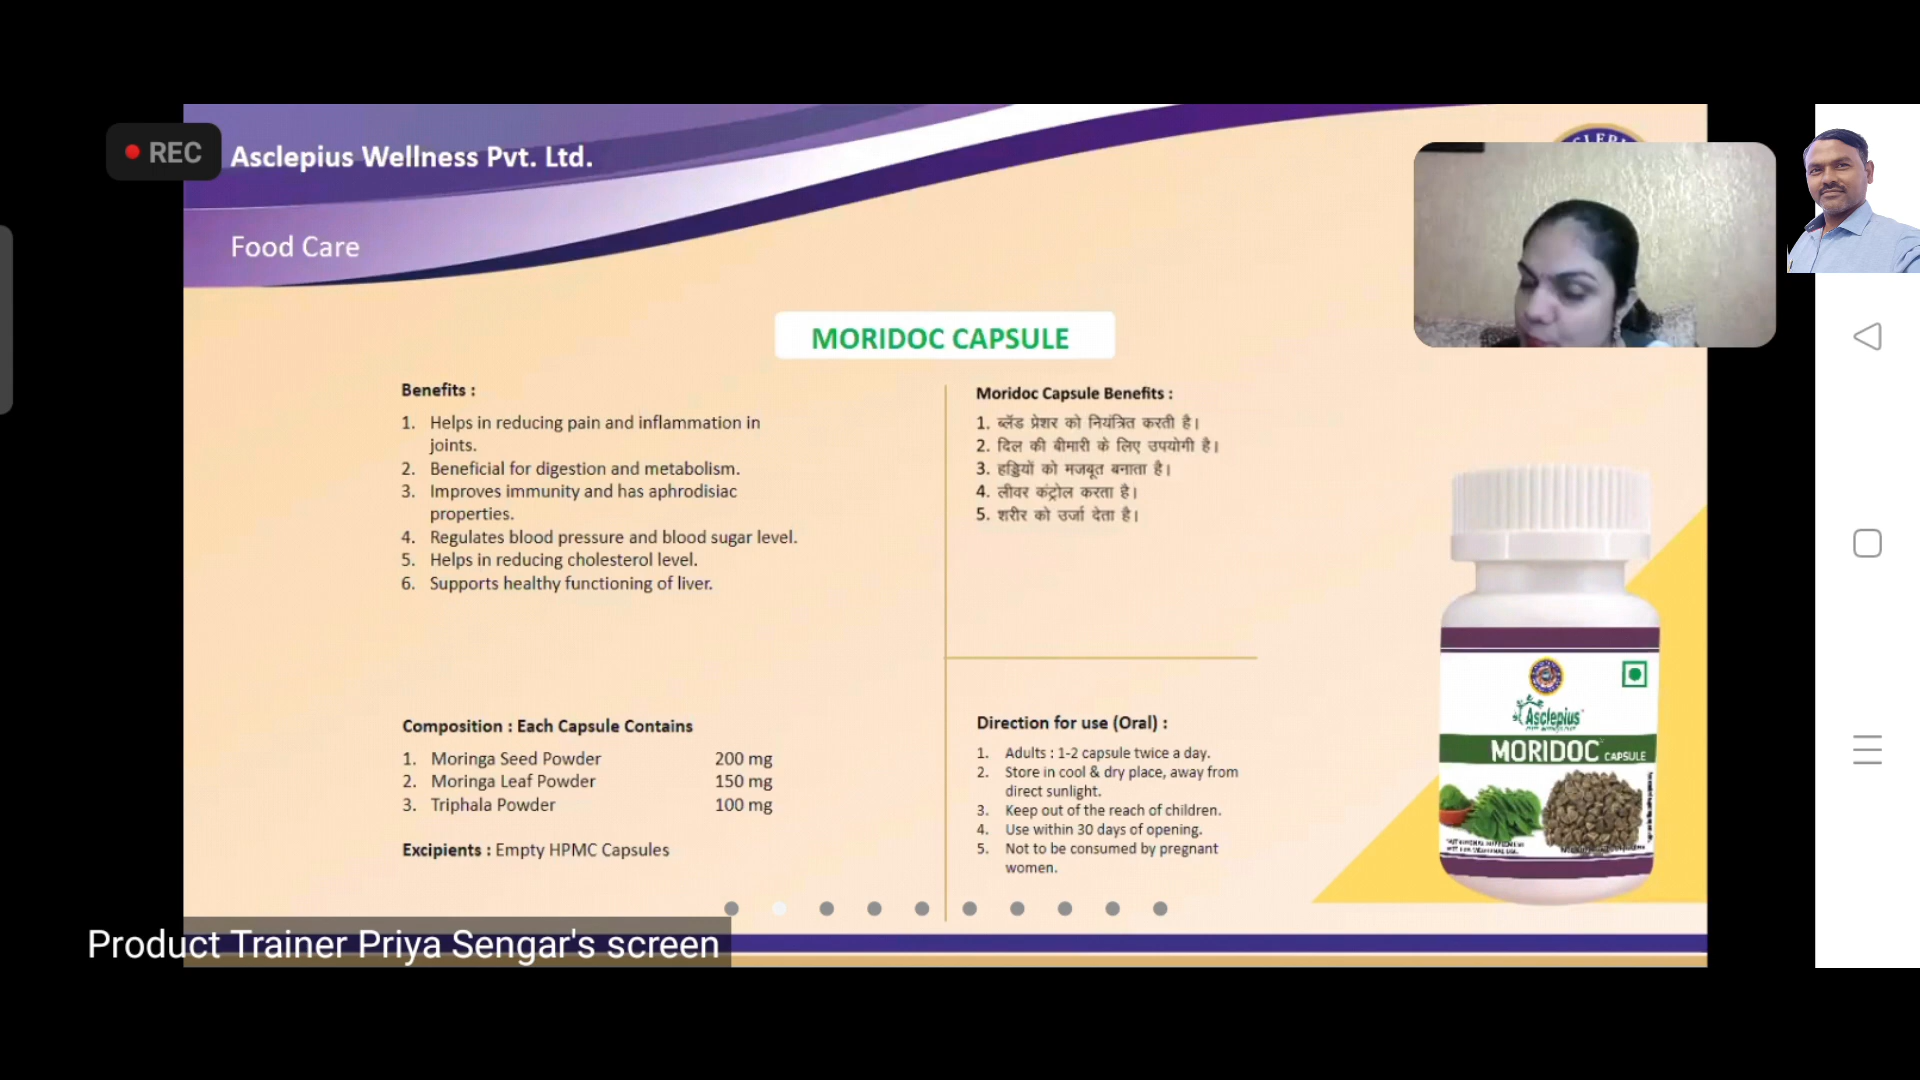 REC
Asclepius Wellness Pvt. Ltd.
Food Care
MORIDOC CAPSULE
Benefits :
1. Helps in reducing pain and inflammation in
joints.
2. Beneficial for digestion and metabolism.
3. Improves immunity and has aphrodisiac
properties.
4. Regulates blood pressure and blood sugar level.
5. Helps in reducing cholesterol level.
6. Supports healthy functioning of liver.
Composition : Each Capsule Contains
1. Moringa Seed Powder 200 mg
2. Moringa Leaf Powder 150 mg
3. Triphala Powder 100 mg
Excipients : Empty HPMC Capsules
Moridoc Capsule Benefits :
1. ब्लॅड प्रेशर को नियंत्रित करती है।
2. दिल की बीमारी के लिए उपयोगी है।
3. हड्डियों को मजबूत बनाता है।
4. लीवर कंट्रोल करता है।
5. शरीर को उर्जा देता है।
Direction for use (Oral) :
1. Adults : 1-2 capsule twice a day.
2. Store in cool & dry place, away from
direct sunlight.
3. Keep out of the reach of children.
4. Use within 30 days of opening.
5. Not to be consumed by pregnant
women.
Asclepius
MORIDOC CAPSULE
Product Trainer Priya Sengar's screen